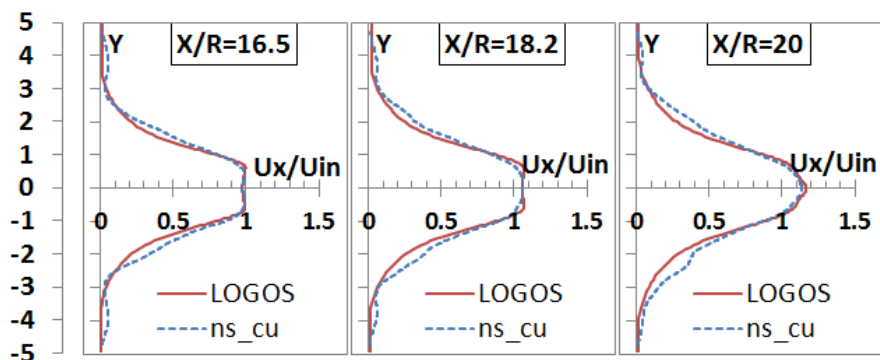 5
4
3
2
1
0
-1
-2
-3
-4
-5
Y
X/R=16.5
Ux/Uin
0 0.5 1 1.5
LOGOS
ns_cu
Y
X/R=18.2
Ux/Uin
0 0.5 1 1.5
LOGOS
ns_cu
Y
X/R=20
Ux/Uin
0 0.5 1 1.5
LOGOS
ns_cu